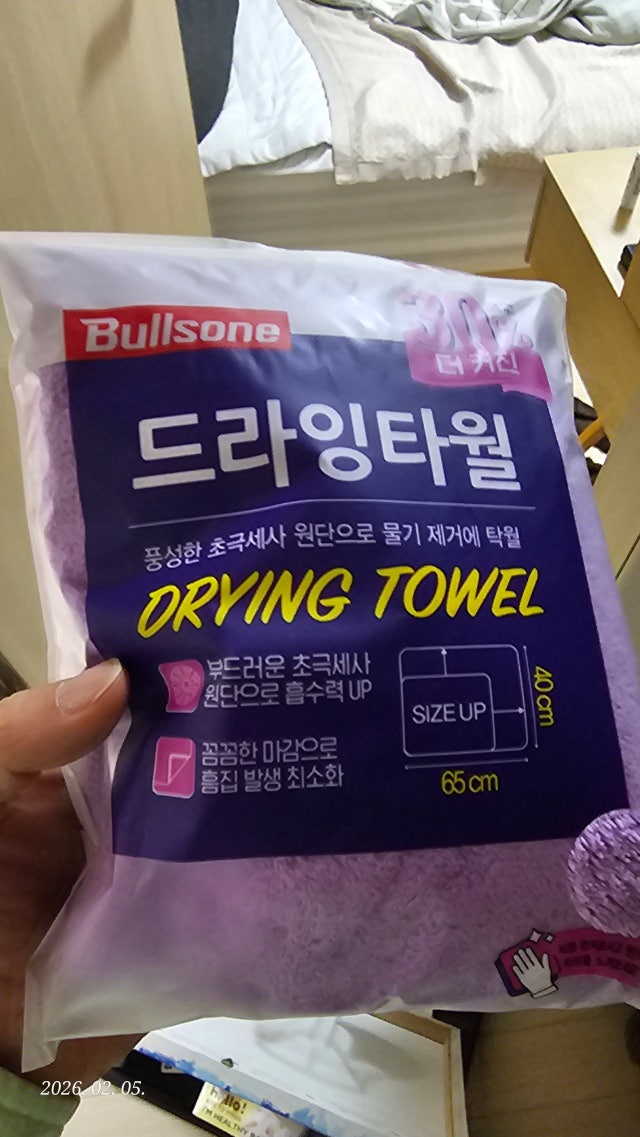 Bullsone
30%
더 커진
드라잉타월
풍성한 초극세사 원단으로 물기 제거에 탁월
DRYING TOWEL
부드러운 초극세사
원단으로 흡수력 UP
꼼꼼한 마감으로
흠집 발생 최소화
SIZE UP
40 cm
65 cm
hello!
I'M HEALTHY
2026. 02. 05.